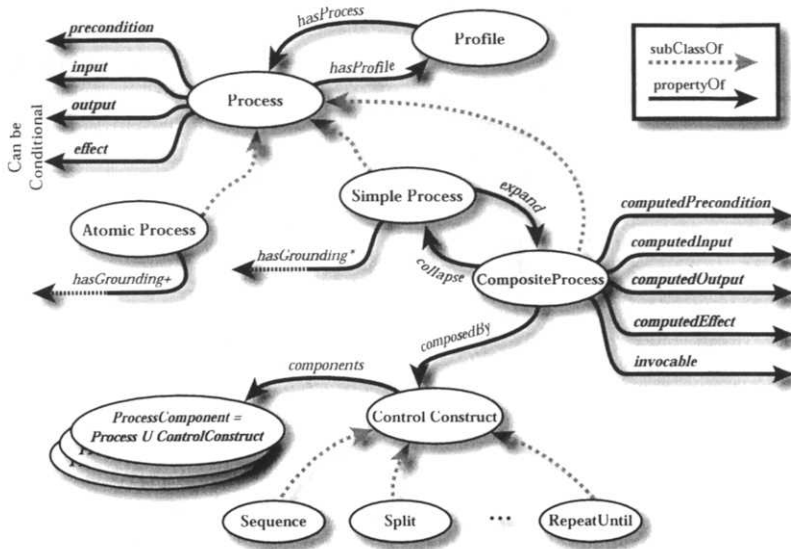 precondition
input
output
effect
Can be
Conditional
hasProcess
hasProfile
Profile
Process
subClassOf
propertyOf
Atomic Process
hasGrounding+
Simple Process
hasGrounding*
expand
collapse
CompositeProcess
computedPrecondition
computedInput
computedOutput
computedEffect
invocable
composedBy
components
ProcessComponent =
Process U ControlConstruct
Control Construct
Sequence
Split
...
RepeatUntil